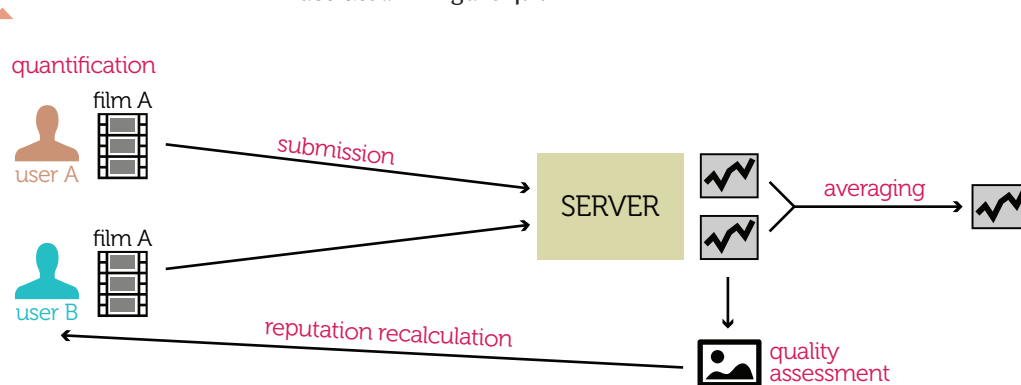 quantification
film A
user A
submission
SERVER
averaging
film A
user B
reputation recalculation
quality
assessment